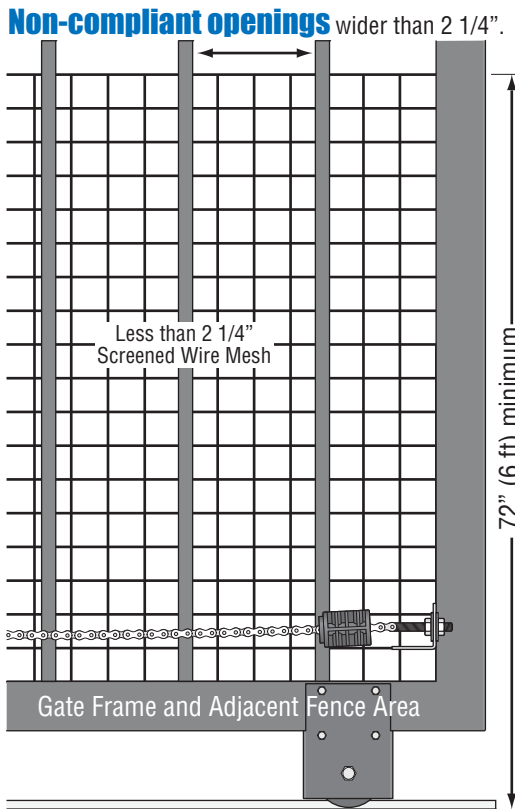 Non-compliant openings wider than 2 1/4”.
Less than 2 1/4”
Screened Wire Mesh
72” (6 ft) minimum
Gate Frame and Adjacent Fence Area